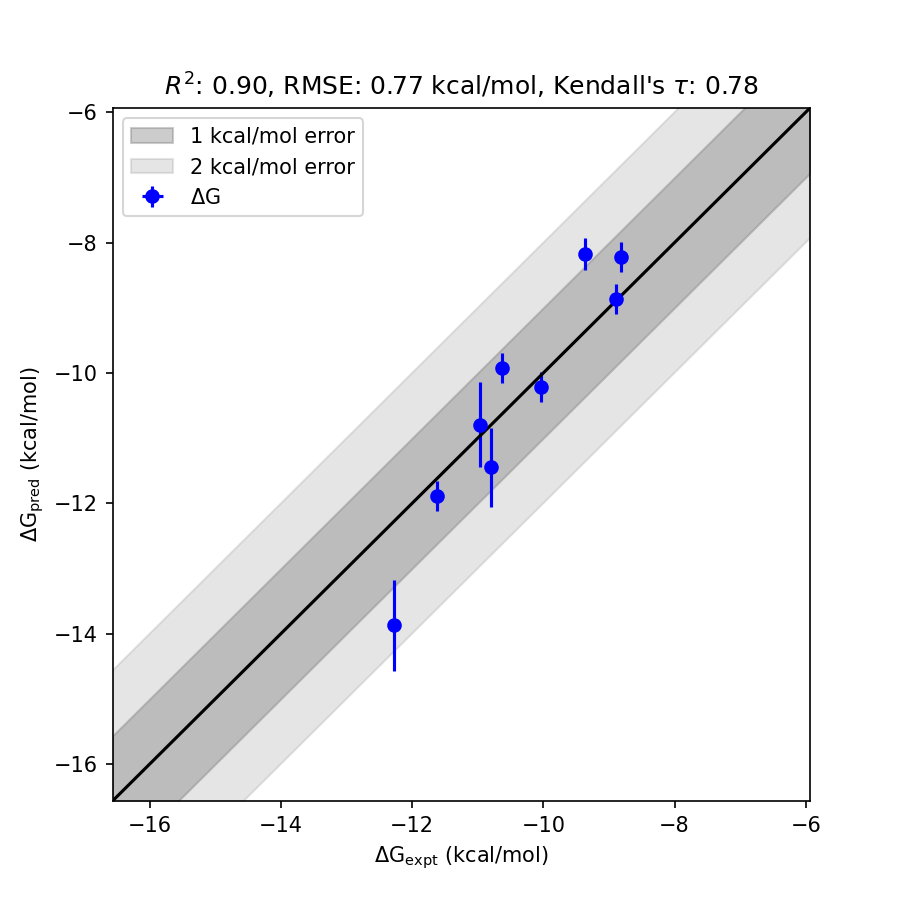 R²: 0.90, RMSE: 0.77 kcal/mol, Kendall's τ: 0.78
1 kcal/mol error
2 kcal/mol error
ΔG
−6
−8
−10
−12
−14
−16
ΔGpred (kcal/mol)
−16 −14 −12 −10 −8 −6
ΔGexpt (kcal/mol)